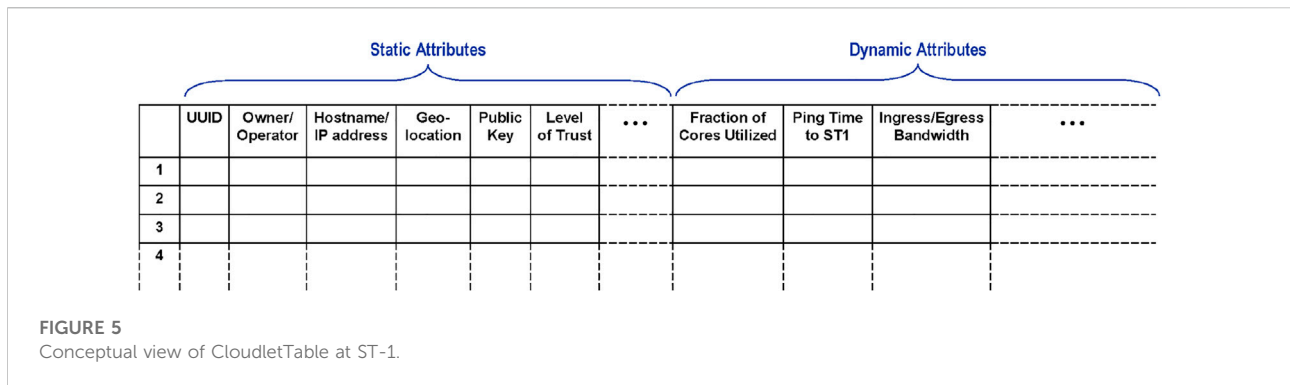 Static Attributes Dynamic Attributes
UUID Owner/ Hostname/ Geo- Public Level ••• Fraction of Ping Time Ingress/Egress •••
Operator IP address location Key of Trust Cores Utilized to ST1 Bandwidth
1
2
3
4
FIGURE 5
Conceptual view of CloudletTable at ST-1.